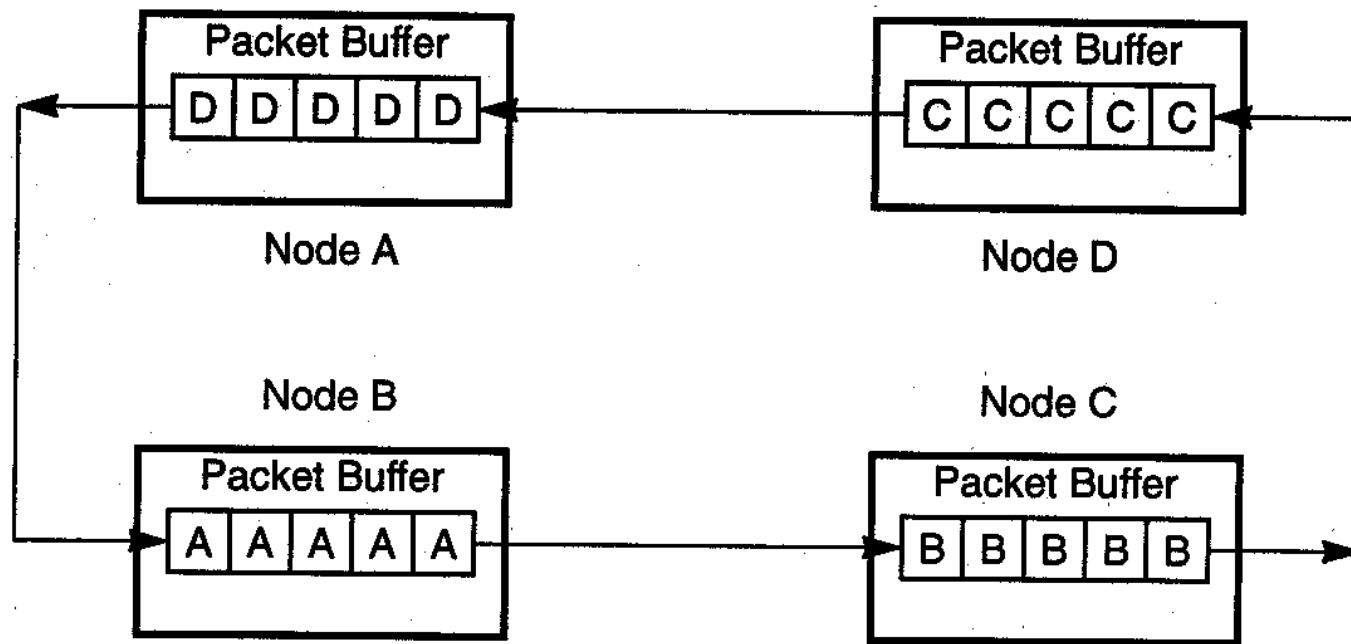 Packet Buffer
D D D D D
Node A
Packet Buffer
C C C C C
Node D
Node B
Packet Buffer
A A A A A
Node C
Packet Buffer
B B B B B